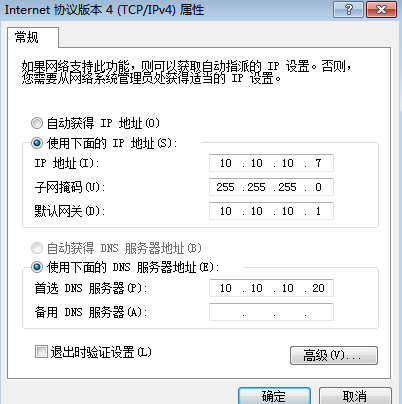 Internet 协议版本 4 (TCP/IPv4) 属性
常规
如果网络支持此功能,则可以获取自动指派的 IP 设置。否则,
您需要从网络系统管理员处获得适当的 IP 设置。
自动获得 IP 地址(O)
使用下面的 IP 地址(S):
IP 地址(I): 10 . 10 . 10 . 7
子网掩码(U): 255 .255 .255 . 0
默认网关(D): 10 . 10 . 10 . 1
自动获得 DNS 服务器地址(B)
使用下面的 DNS 服务器地址(E):
首选 DNS 服务器(P): 10 . 10 . 10 . 20
备用 DNS 服务器(A): . . .
退出时验证设置(L)
高级(V)...
确定 取消